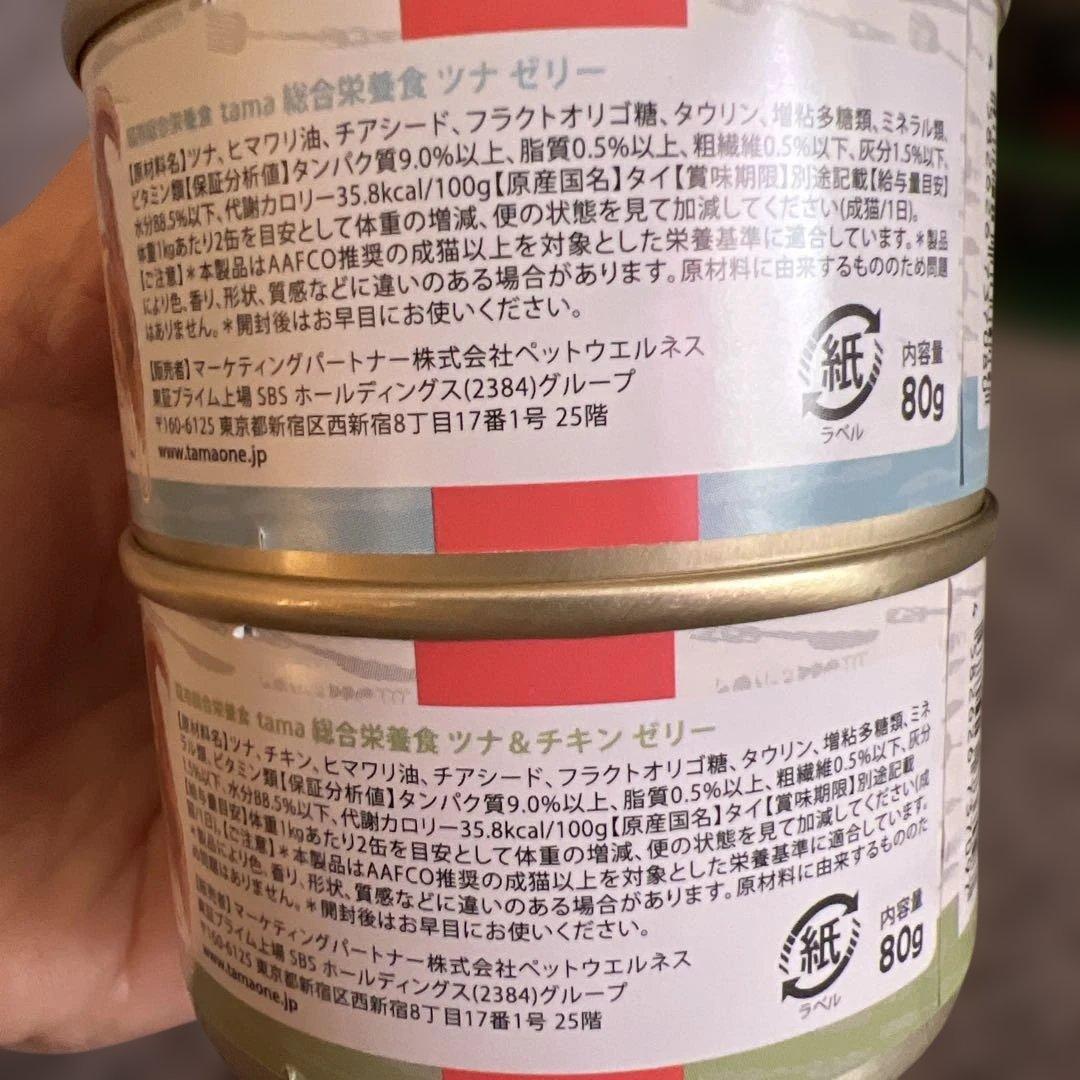 猫用総合栄養食 tama 総合栄養食 ツナ ゼリー
【原材料名】ツナ、ヒマワリ油、チアシード、フラクトオリゴ糖、タウリン、増粘多糖類、ミネラル類、
ビタミン類【保証分析値】タンパク質9.0%以上、脂質0.5%以上、粗繊維0.5%以下、灰分1.5%以下、
水分88.5%以下、代謝カロリー35.8kcal/100g【原産国名】タイ【賞味期限】別途記載【給与量目安】
体重1kgあたり2缶を目安として体重の増減、便の状態を見て加減してください(成猫/1日)。
【ご注意】＊本製品はAAFCO推奨の成猫以上を対象とした栄養基準に適合しています。＊製品
により色、香り、形状、質感などに違いのある場合があります。原材料に由来するもののため問題
はありません。＊開封後はお早目にお使いください。
【販売者】マーケティングパートナー株式会社ペットウエルネス
東証プライム上場 SBS ホールディングス(2384)グループ
〒160-6125 東京都新宿区西新宿8丁目17番1号 25階
www.tamaone.jp
紙
ラベル
内容量
80g
猫用総合栄養食 tama 総合栄養食 ツナ＆チキン ゼリー
【原材料名】ツナ、チキン、ヒマワリ油、チアシード、フラクトオリゴ糖、タウリン、増粘多糖類、ミネ
ラル類、ビタミン類【保証分析値】タンパク質9.0%以上、脂質0.5%以上、粗繊維0.5%以下、灰分
1.5%以下、水分88.5%以下、代謝カロリー35.8kcal/100g【原産国名】タイ【賞味期限】別途記載
【給与量目安】体重1kgあたり2缶を目安として体重の増減、便の状態を見て加減してください(成
猫/1日)。【ご注意】＊本製品はAAFCO推奨の成猫以上を対象とした栄養基準に適合しています。
＊製品により色、香り、形状、質感などに違いのある場合があります。原材料に由来するもののた
め問題はありません。＊開封後はお早目にお使いください。
【販売者】マーケティングパートナー株式会社ペットウエルネス
東証プライム上場 SBS ホールディングス(2384)グループ
〒160-6125 東京都新宿区西新宿8丁目17番1号 25階
www.tamaone.jp
紙
ラベル
内容量
80g